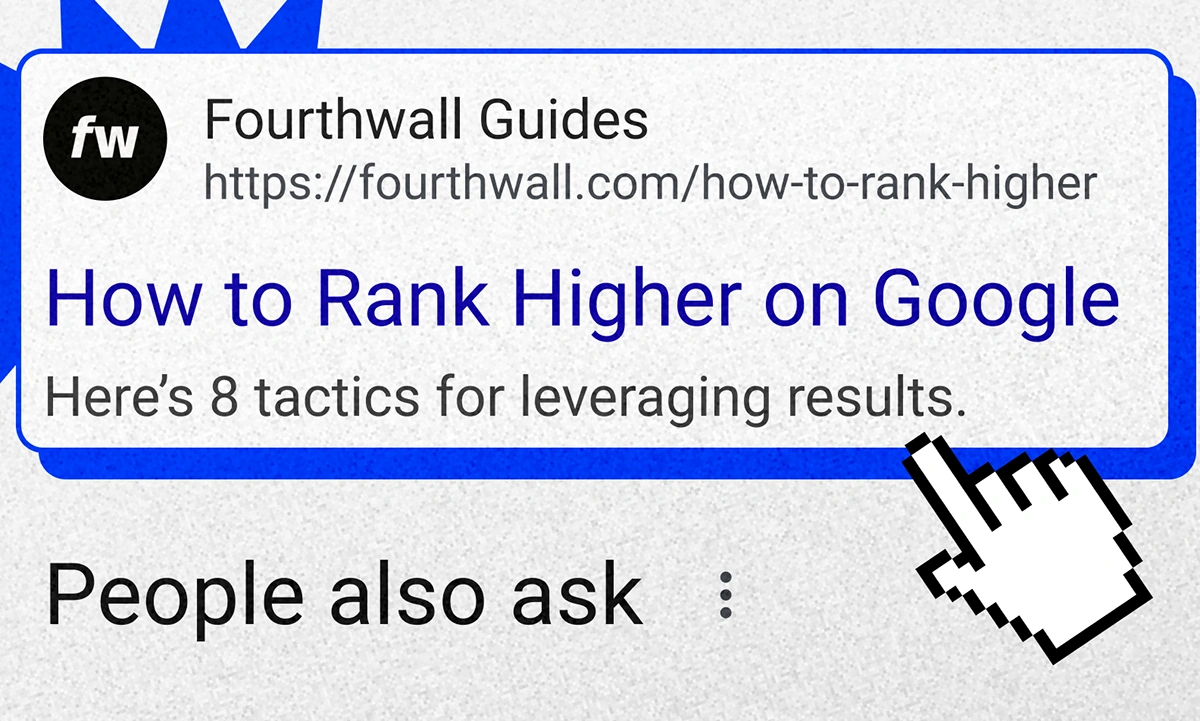 fw
Fourthwall Guides
https://fourthwall.com/how-to-rank-higher
How to Rank Higher on Google
Here’s 8 tactics for leveraging results.
People also ask